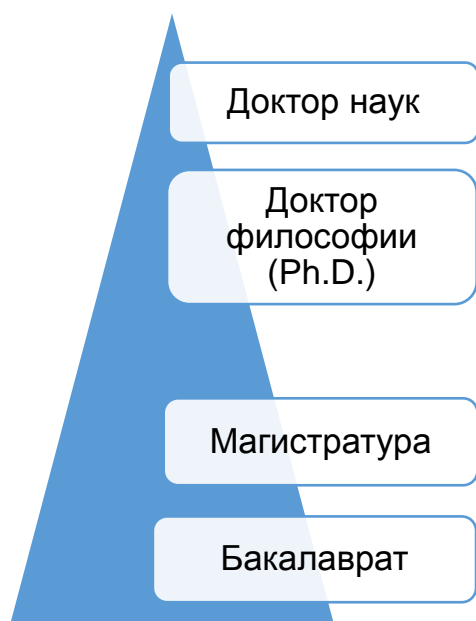 Доктор наук
Доктор
философии
(Ph.D.)
Магистратура
Бакалаврат